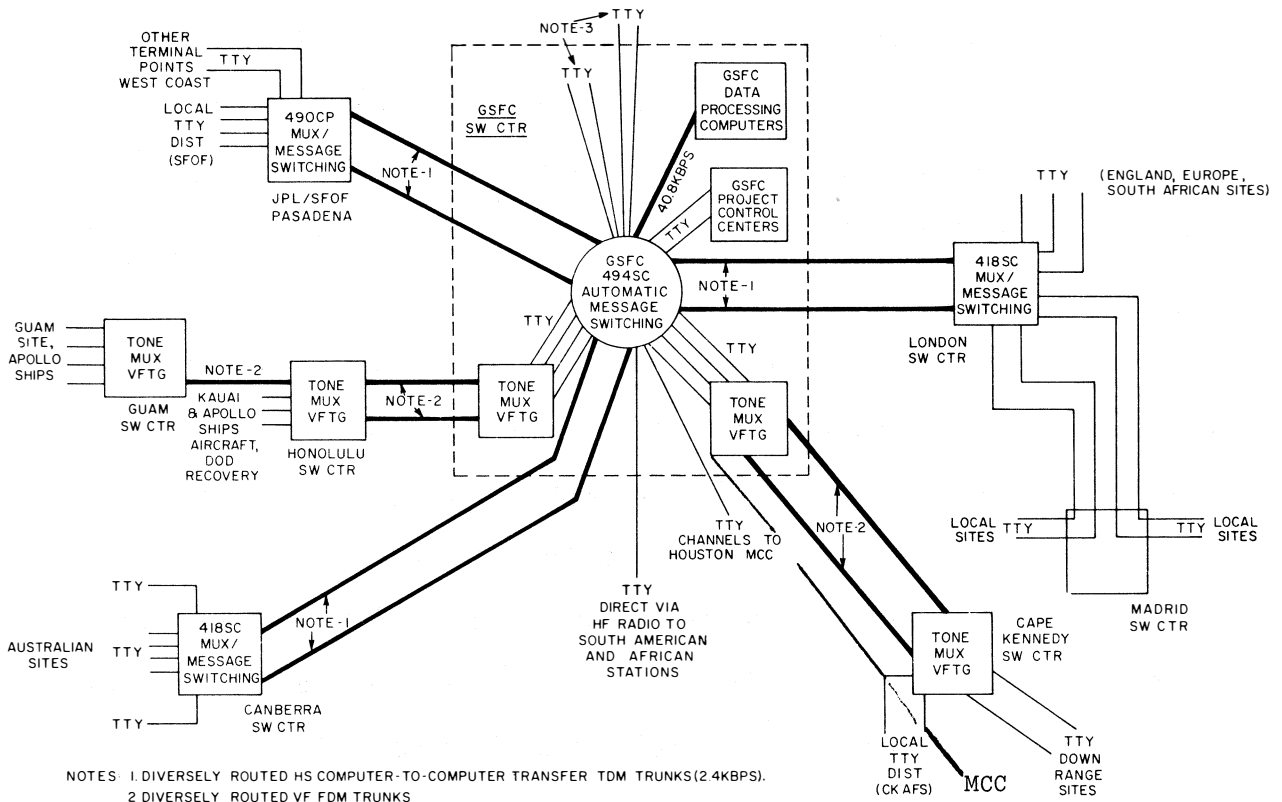 OTHER
TERMINAL
POINTS
WEST COAST
TTY
LOCAL
TTY
DIST
(SFOF)
490CP
MUX/
MESSAGE
SWITCHING
JPL/SFOF
PASADENA
NOTE-1
NOTE-3
TTY
TTY
GSFC
SW CTR
GSFC
DATA
PROCESSING
COMPUTERS
40.8KBPS
GSFC
PROJECT
CONTROL
CENTERS
TTY
GSFC
494SC
AUTOMATIC
MESSAGE
SWITCHING
NOTE-1
TTY
(ENGLAND, EUROPE,
SOUTH AFRICAN SITES)
418SC
MUX/
MESSAGE
SWITCHING
LONDON
SW CTR
GUAM
SITE,
APOLLO
SHIPS
TONE
MUX
VFTG
GUAM
SW CTR
NOTE-2
KAUAI
& APOLLO
SHIPS
AIRCRAFT,
DOD
RECOVERY
TONE
MUX
VFTG
HONOLULU
SW CTR
NOTE-2
TONE
MUX
VFTG
TTY
TTY
TONE
MUX
VFTG
NOTE-2
TTY
CHANNELS TO
HOUSTON MCC
TTY
DIRECT VIA
HF RADIO TO
SOUTH AMERICAN
AND AFRICAN
STATIONS
LOCAL
SITES
TTY
TTY
LOCAL
SITES
MADRID
SW CTR
TTY
AUSTRALIAN
SITES
TTY
TTY
418SC
MUX/
MESSAGE
SWITCHING
CANBERRA
SW CTR
NOTE-1
TONE
MUX
VFTG
CAPE
KENNEDY
SW CTR
LOCAL
TTY
DIST
(CKAFS)
MCC
TTY
DOWN
RANGE
SITES
NOTES: 1. DIVERSELY ROUTED HS COMPUTER-TO-COMPUTER TRANSFER TDM TRUNKS (2.4KBPS).
2 DIVERSELY ROUTED VF FDM TRUNKS